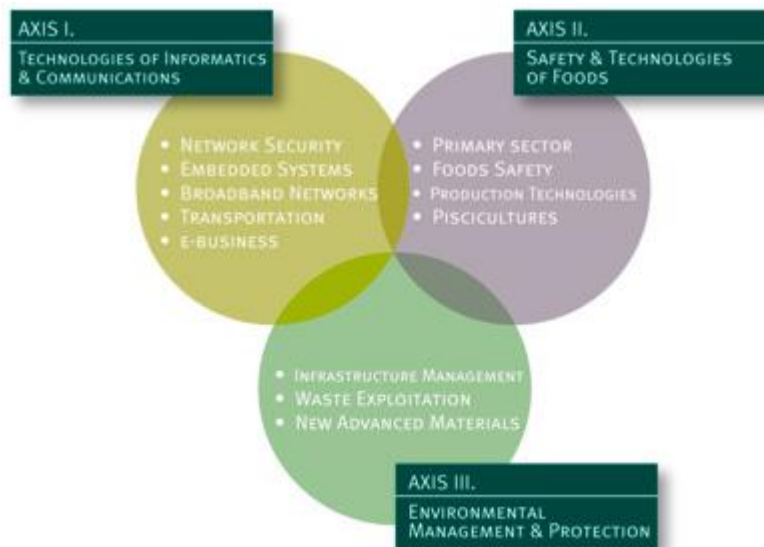 AXIS I.
TECHNOLOGIES OF INFORMATICS
& COMMUNICATIONS
AXIS II.
SAFETY & TECHNOLOGIES
OF FOODS
• NETWORK SECURITY
• EMBEDDED SYSTEMS
• BROADBAND NETWORKS
• TRANSPORTATION
• E-BUSINESS
• PRIMARY SECTOR
• FOODS SAFETY
• PRODUCTION TECHNOLOGIES
• PISCICULTURES
• INFRASTRUCTURE MANAGEMENT
• WASTE EXPLOITATION
• NEW ADVANCED MATERIALS
AXIS III.
ENVIRONMENTAL
MANAGEMENT & PROTECTION